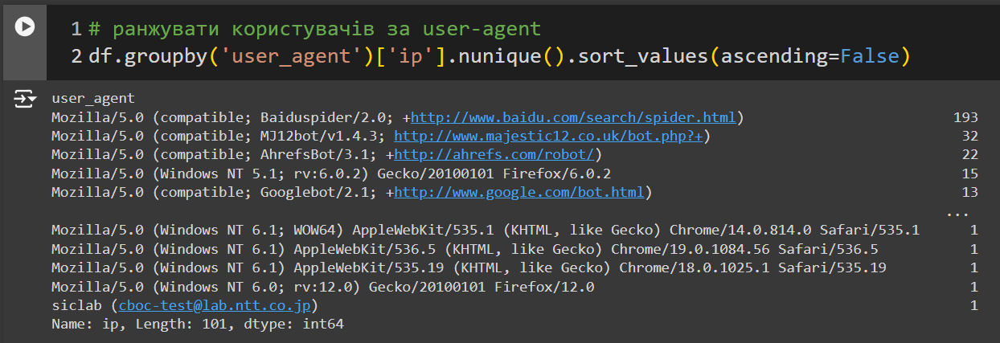 1 # ранжувати користувачів за user-agent
2 df.groupby('user_agent')['ip'].nunique().sort_values(ascending=False)
user_agent
Mozilla/5.0 (compatible; Baiduspider/2.0; +http://www.baidu.com/search/spider.html) 193
Mozilla/5.0 (compatible; MJ12bot/v1.4.3; http://www.majestic12.co.uk/bot.php?+) 32
Mozilla/5.0 (compatible; AhrefsBot/3.1; +http://ahrefs.com/robot/) 22
Mozilla/5.0 (Windows NT 5.1; rv:6.0.2) Gecko/20100101 Firefox/6.0.2 15
Mozilla/5.0 (compatible; Googlebot/2.1; +http://www.google.com/bot.html) 13
...
Mozilla/5.0 (Windows NT 6.1; WOW64) AppleWebKit/535.1 (KHTML, like Gecko) Chrome/14.0.814.0 Safari/535.1 1
Mozilla/5.0 (Windows NT 6.1) AppleWebKit/536.5 (KHTML, like Gecko) Chrome/19.0.1084.56 Safari/536.5 1
Mozilla/5.0 (Windows NT 6.1) AppleWebKit/535.19 (KHTML, like Gecko) Chrome/18.0.1025.1 Safari/535.19 1
Mozilla/5.0 (Windows NT 6.0; rv:12.0) Gecko/20100101 Firefox/12.0 1
siclab (cboc-test@lab.ntt.co.jp) 1
Name: ip, Length: 101, dtype: int64